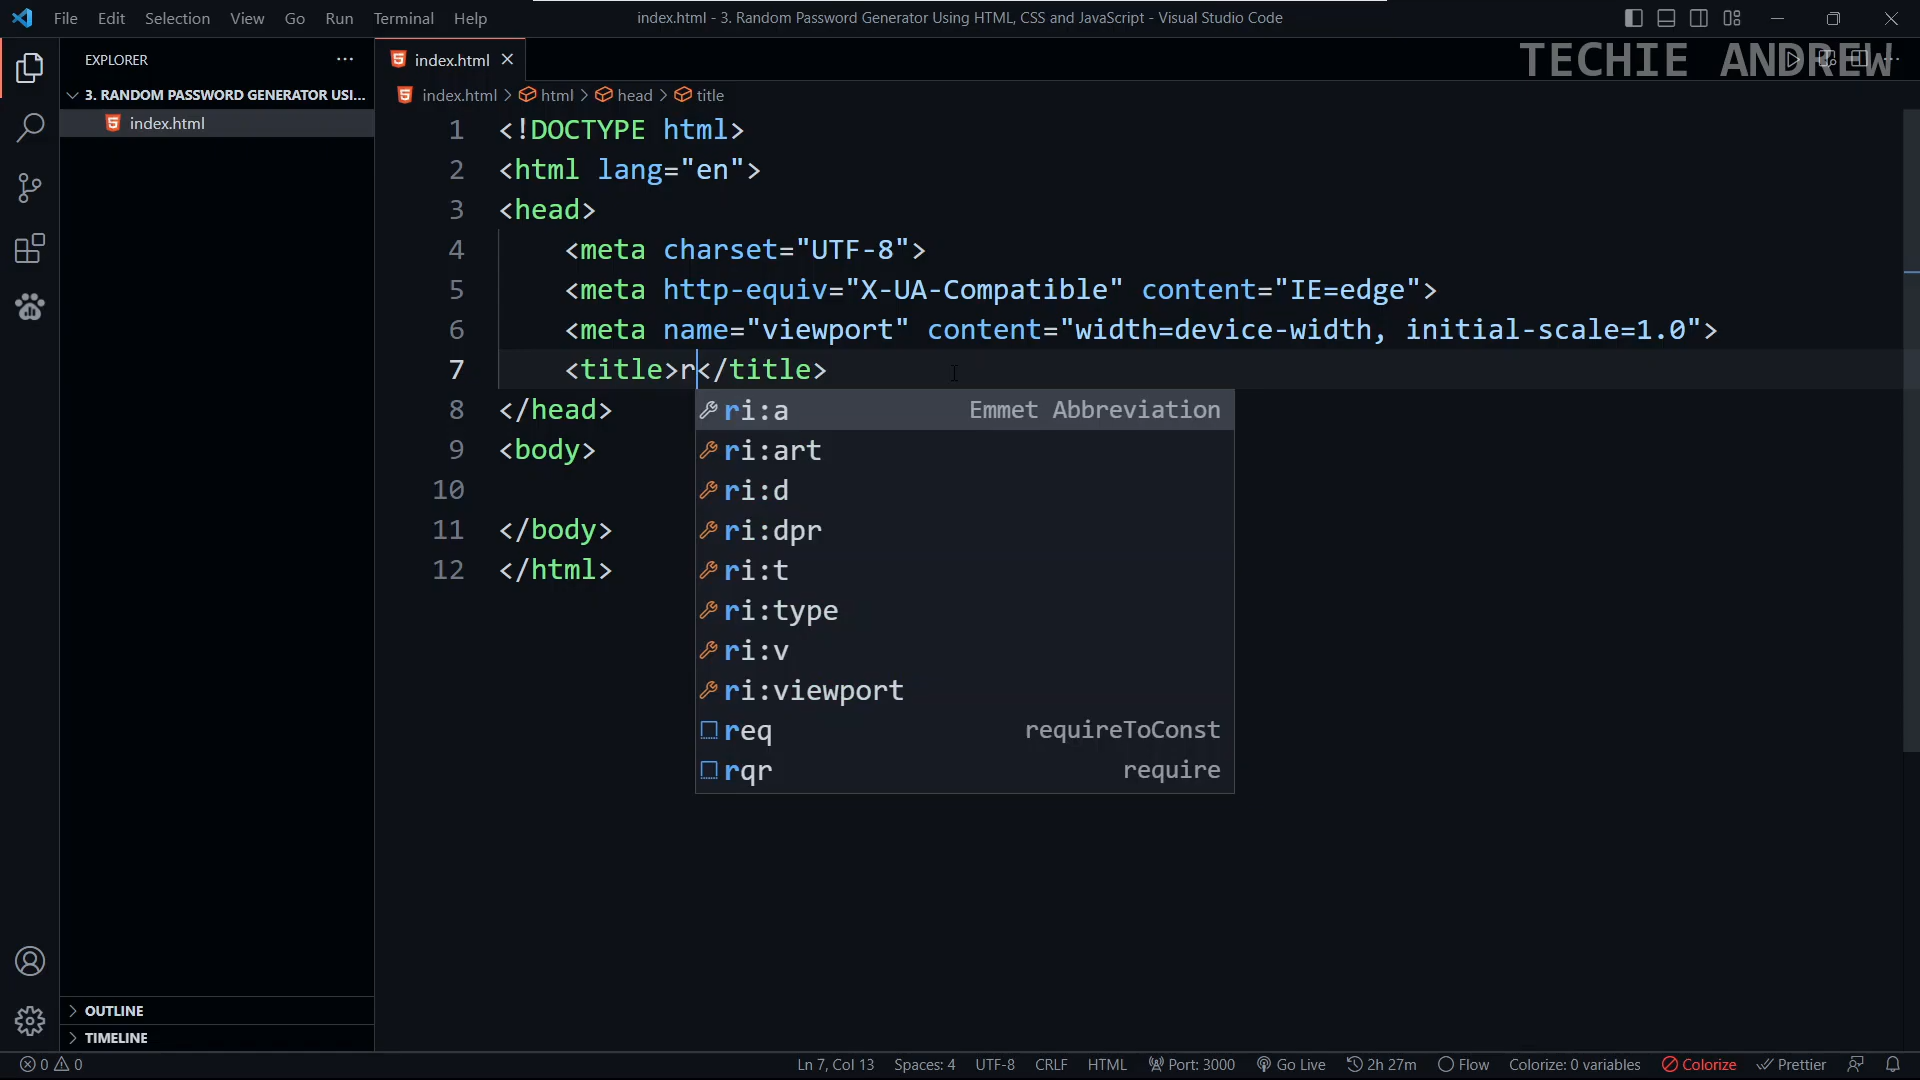 File Edit Selection View Go Run Terminal Help
index.html - 3. Random Password Generator Using HTML, CSS and JavaScript - Visual Studio Code
EXPLORER
3. RANDOM PASSWORD GENERATOR USI...
index.html
OUTLINE
TIMELINE
index.html
TECHIE ANDREW
index.html > html > head > title
1 <!DOCTYPE html>
2 <html lang="en">
3 <head>
4 <meta charset="UTF-8">
5 <meta http-equiv="X-UA-Compatible" content="IE=edge">
6 <meta name="viewport" content="width=device-width, initial-scale=1.0">
7 <title>r</title>
8 </head>
9 <body>
10
11 </body>
12 </html>
ri:a Emmet Abbreviation
ri:art
ri:d
ri:dpr
ri:t
ri:type
ri:v
ri:viewport
req requireToConst
rqr require
0 0 Ln 7, Col 13 Spaces: 4 UTF-8 CRLF HTML Port: 3000 Go Live 2h 27m Flow Colorize: 0 variables Colorize Prettier